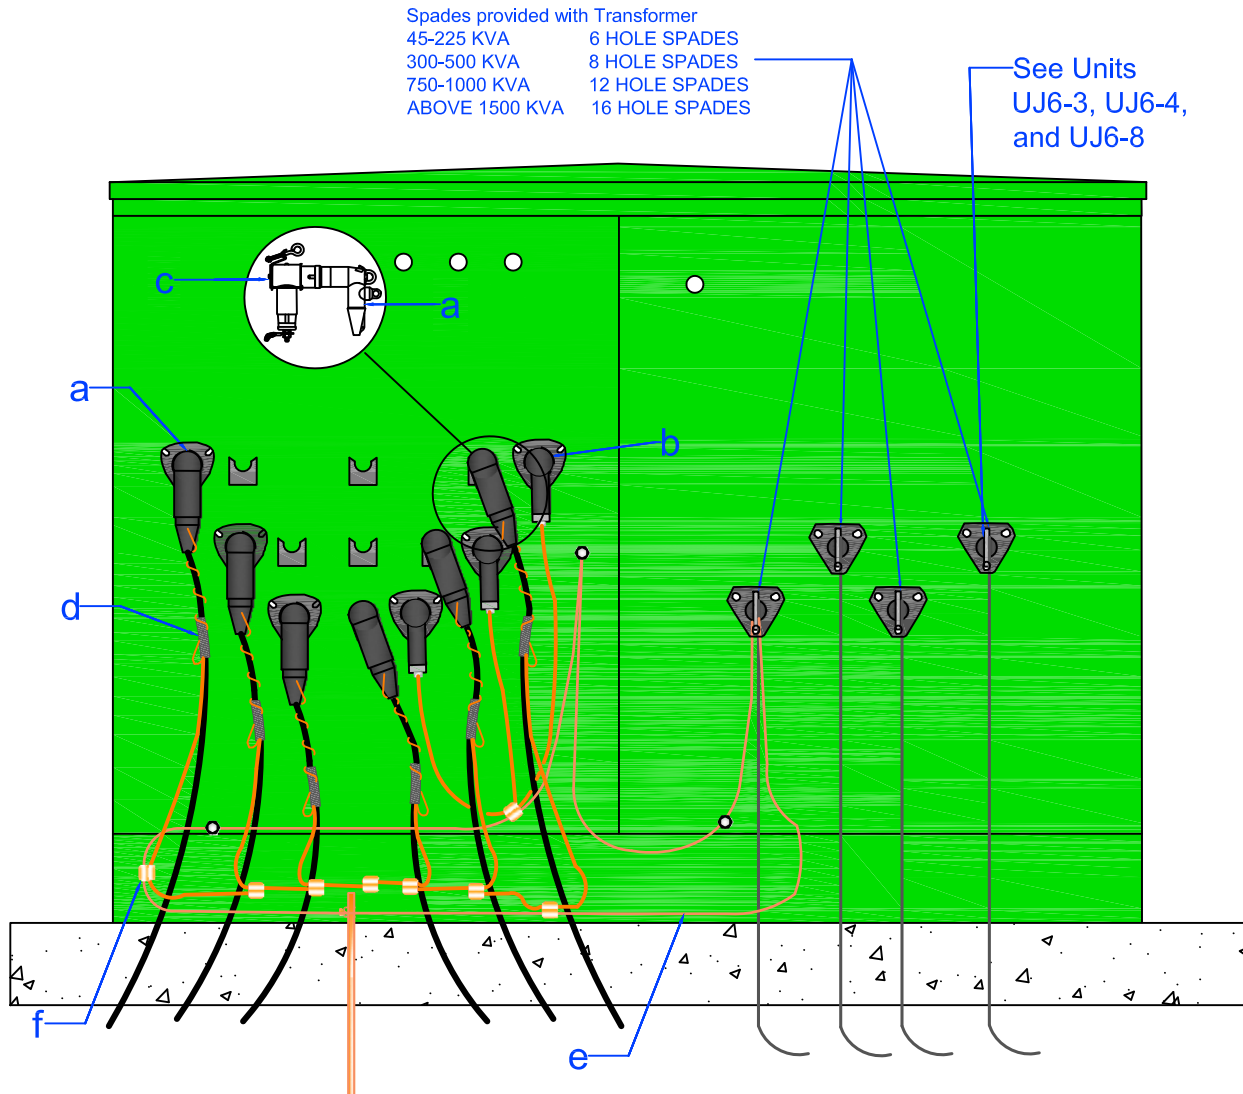 Spades provided with Transformer
45-225 KVA 6 HOLE SPADES
300-500 KVA 8 HOLE SPADES
750-1000 KVA 12 HOLE SPADES
ABOVE 1500 KVA 16 HOLE SPADES
See Units
UJ6-3, UJ6-4,
and UJ6-8
c
a
a
b
d
f
e